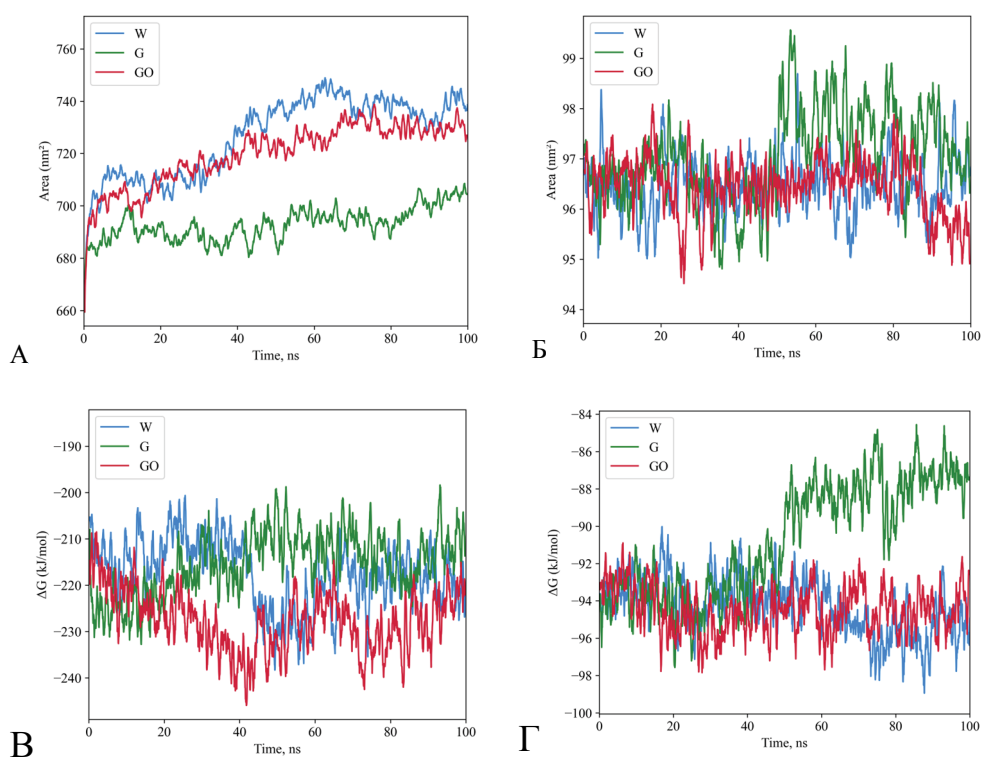 W
G
GO
Area (nm²)
760
740
720
700
680
660
0
20
40
60
80
100
Time, ns
А
W
G
GO
Area (nm²)
99
98
97
96
95
94
0
20
40
60
80
100
Time, ns
Б
W
G
GO
ΔG (kJ/mol)
−190
−200
−210
−220
−230
−240
0
20
40
60
80
100
Time, ns
В
W
G
GO
ΔG (kJ/mol)
−84
−86
−88
−90
−92
−94
−96
−98
−100
0
20
40
60
80
100
Time, ns
Г